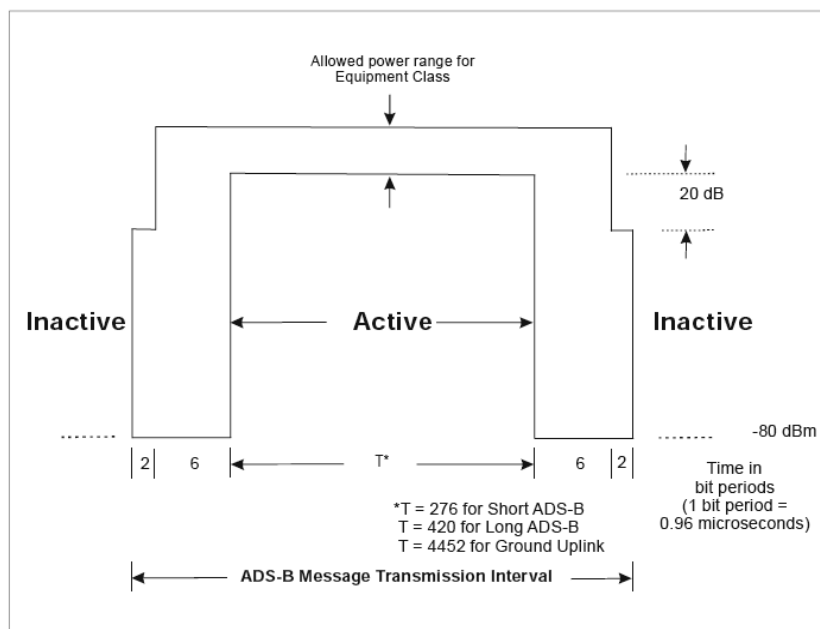 Allowed power range for
Equipment Class
20 dB
Inactive
Active
Inactive
-80 dBm
2
6
T*
6
2
Time in
bit periods
(1 bit period =
0.96 microseconds)
*T = 276 for Short ADS-B
T = 420 for Long ADS-B
T = 4452 for Ground Uplink
ADS-B Message Transmission Interval